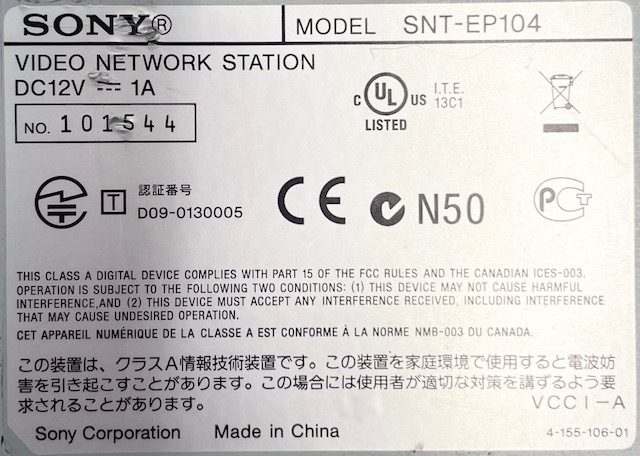 SONY®
MODEL SNT-EP104
VIDEO NETWORK STATION
DC12V ⎓ 1A
NO. 101544
C UL US I.T.E.
13C1
LISTED
T 認証番号
D09-0130005
CE N50 PCT
THIS CLASS A DIGITAL DEVICE COMPLIES WITH PART 15 OF THE FCC RULES AND THE CANADIAN ICES-003.
OPERATION IS SUBJECT TO THE FOLLOWING TWO CONDITIONS: (1) THIS DEVICE MAY NOT CAUSE HARMFUL
INTERFERENCE,AND (2) THIS DEVICE MUST ACCEPT ANY INTERFERENCE RECEIVED, INCLUDING INTERFERENCE
THAT MAY CAUSE UNDESIRED OPERATION.
CET APPAREIL NUMÉRIQUE DE LA CLASSE A EST CONFORME À LA NORME NMB-003 DU CANADA.
この装置は、クラスA情報技術装置です。この装置を家庭環境で使用すると電波妨
害を引き起こすことがあります。この場合には使用者が適切な対策を講ずるよう要
求されることがあります。
VCCI-A
Sony Corporation Made in China
4-155-106-01